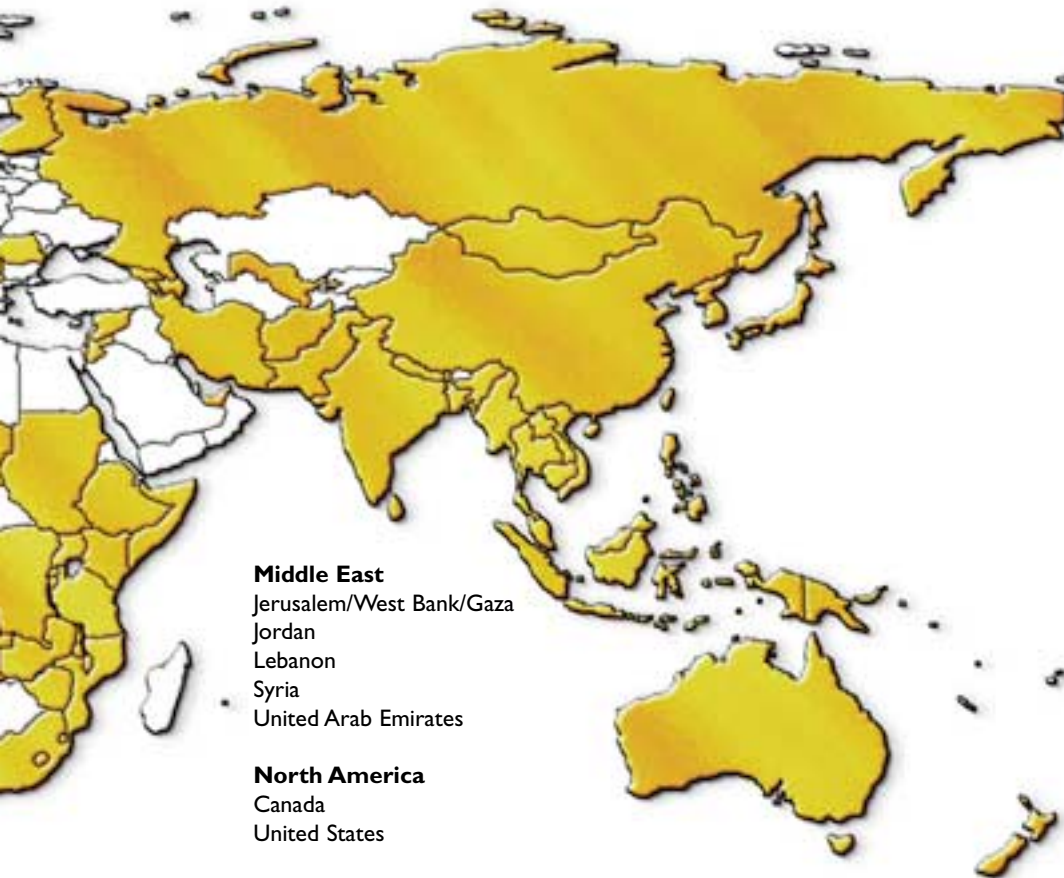 Middle East
Jerusalem/West Bank/Gaza
Jordan
Lebanon
Syria
United Arab Emirates
North America
Canada
United States